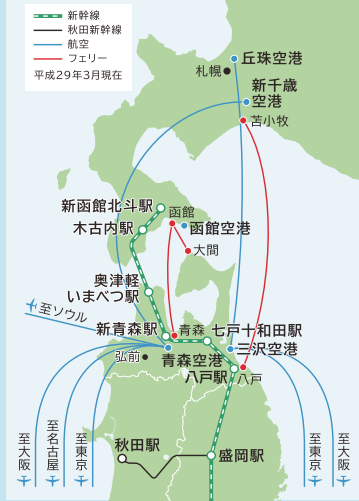 新幹線
秋田新幹線
航空
フェリー
平成29年3月現在
丘珠空港
札幌
新千歳
空港
苫小牧
新函館北斗駅
函館
木古内駅
函館空港
大間
奥津軽
いまべつ駅
至ソウル
新青森駅
青森
七戸十和田駅
三沢空港
弘前
青森空港
八戸駅
八戸
秋田駅
盛岡駅
至大阪
至名古屋
至東京
至東京
至大阪